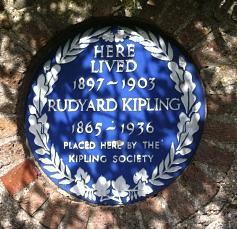 HERE
LIVED
1897~1903
RUDYARD KIPLING
1865~1936
PLACED HERE BY THE
KIPLING SOCIETY